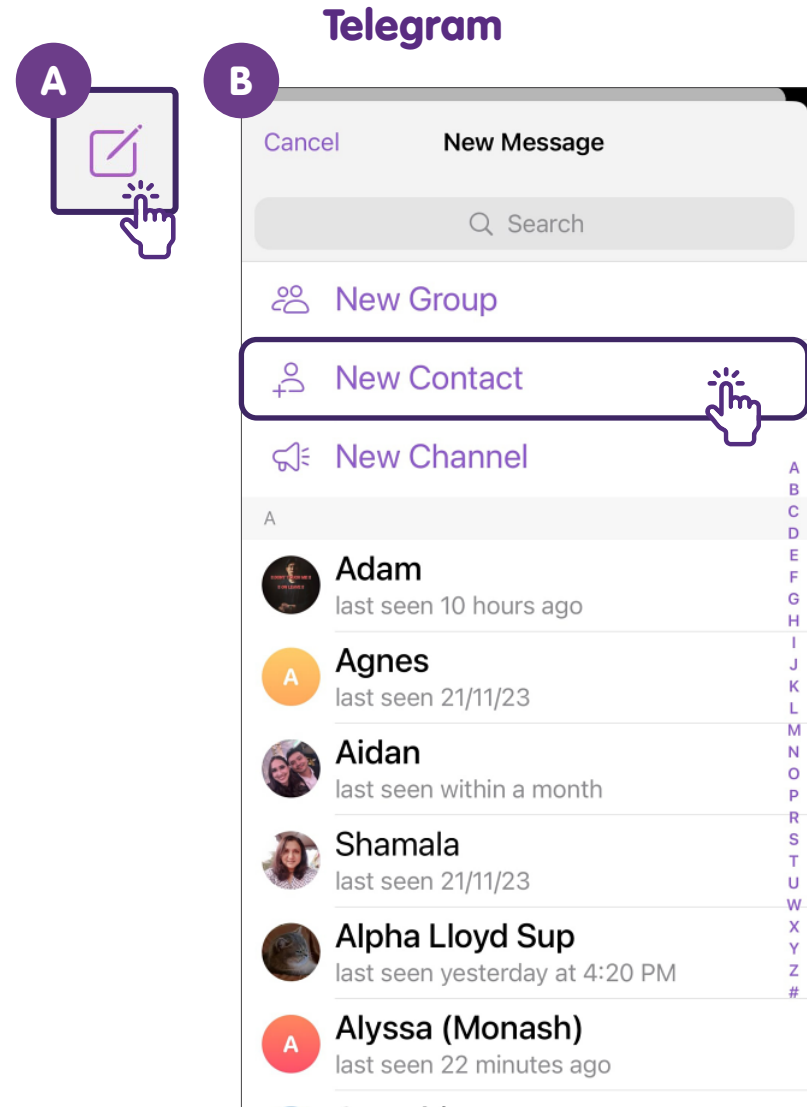 Telegram
A
B
Cancel
New Message
Search
New Group
New Contact
New Channel
A
Adam
last seen 10 hours ago
A
Agnes
last seen 21/11/23
Aidan
last seen within a month
Shamala
last seen 21/11/23
Alpha Lloyd Sup
last seen yesterday at 4:20 PM
A
Alyssa (Monash)
last seen 22 minutes ago
A
B
C
D
E
F
G
H
I
J
K
L
M
N
O
P
R
S
T
U
W
X
Y
Z
#